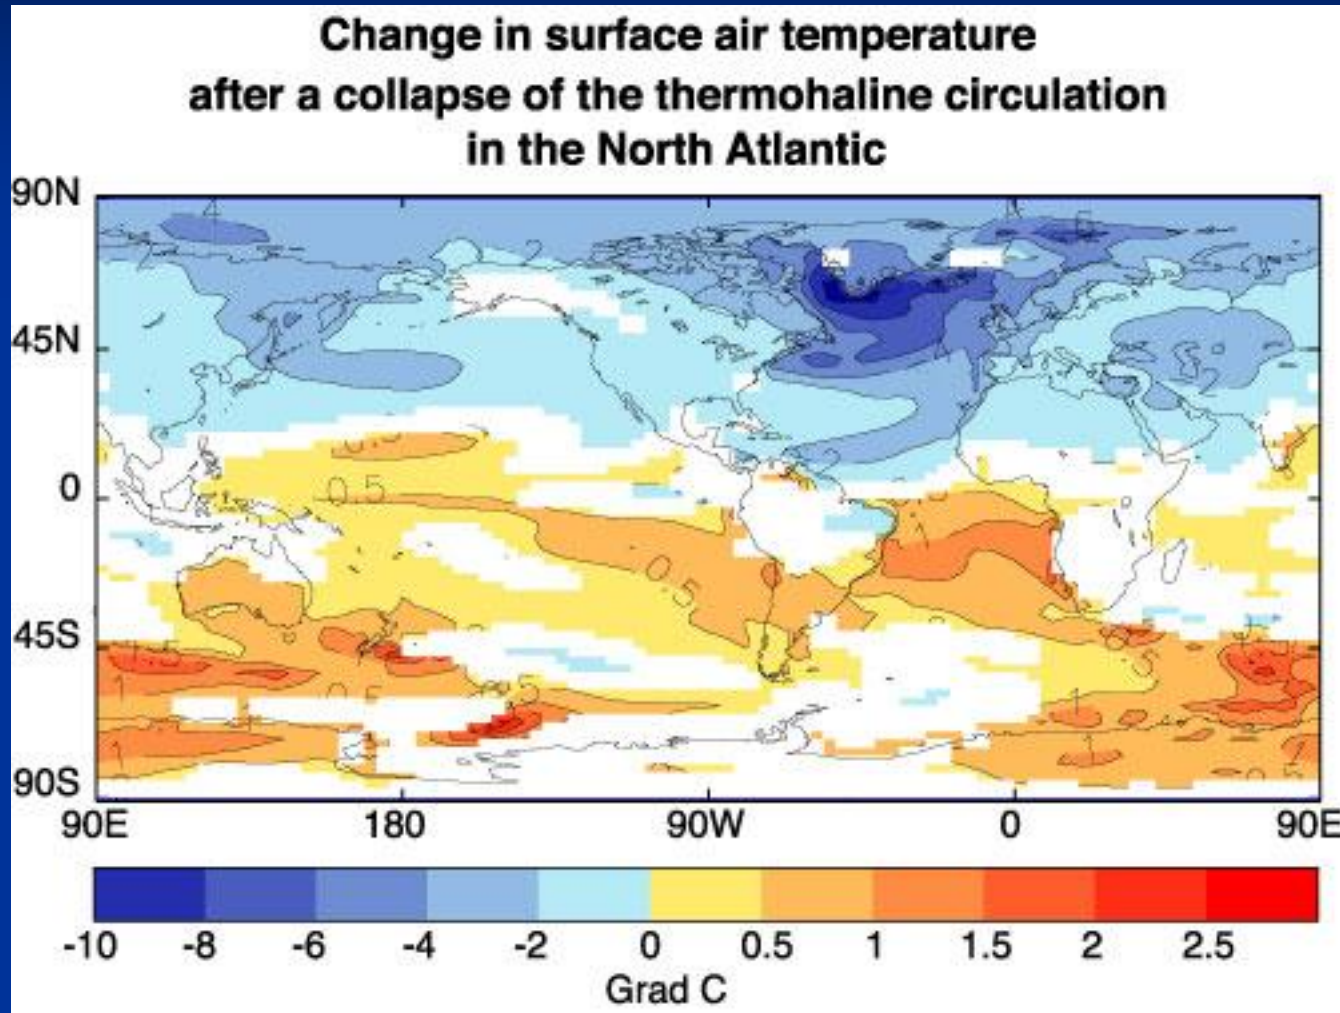 Change in surface air temperature
after a collapse of the thermohaline circulation
in the North Atlantic
90N
45N
0
45S
90S
90E 180 90W 0 90E
-10 -8 -6 -4 -2 0 0.5 1 1.5 2 2.5
Grad C